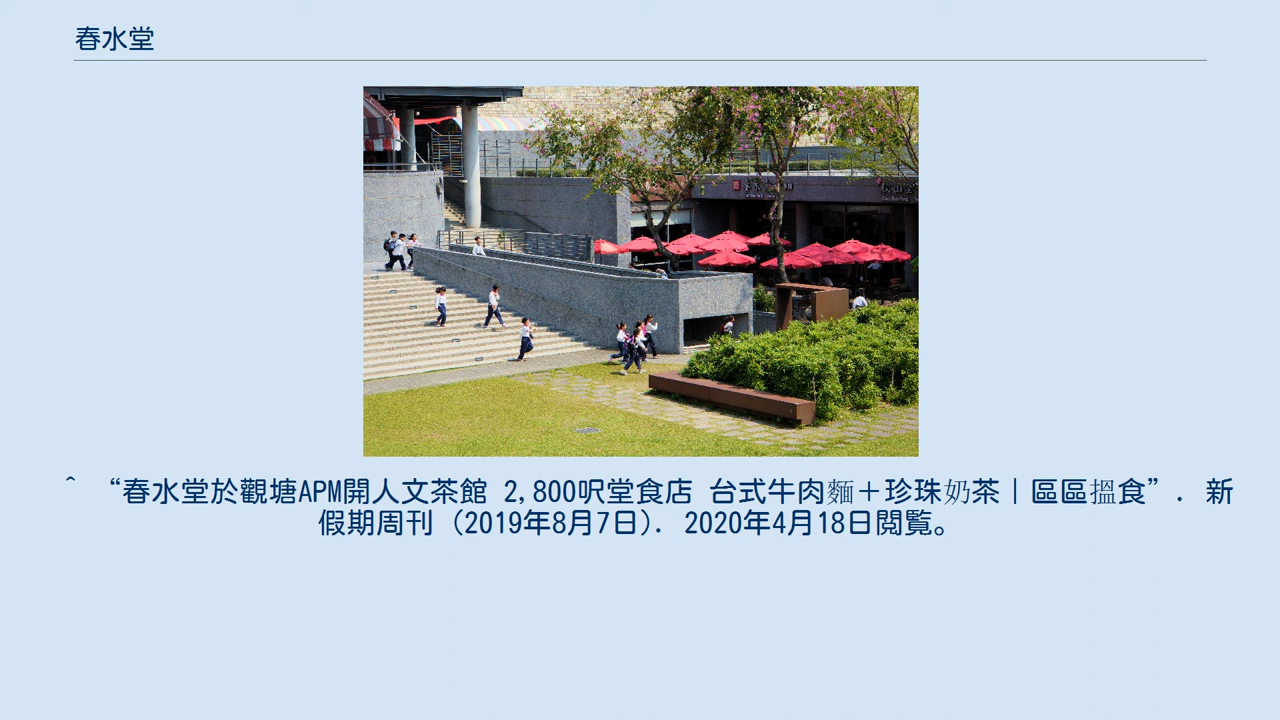 春水堂
^ “春水堂於觀塘APM開人文茶館 2,800呎堂食店 台式牛肉麵＋珍珠奶茶｜區區搵食”. 新
假期周刊 (2019年8月7日). 2020年4月18日閲覧。